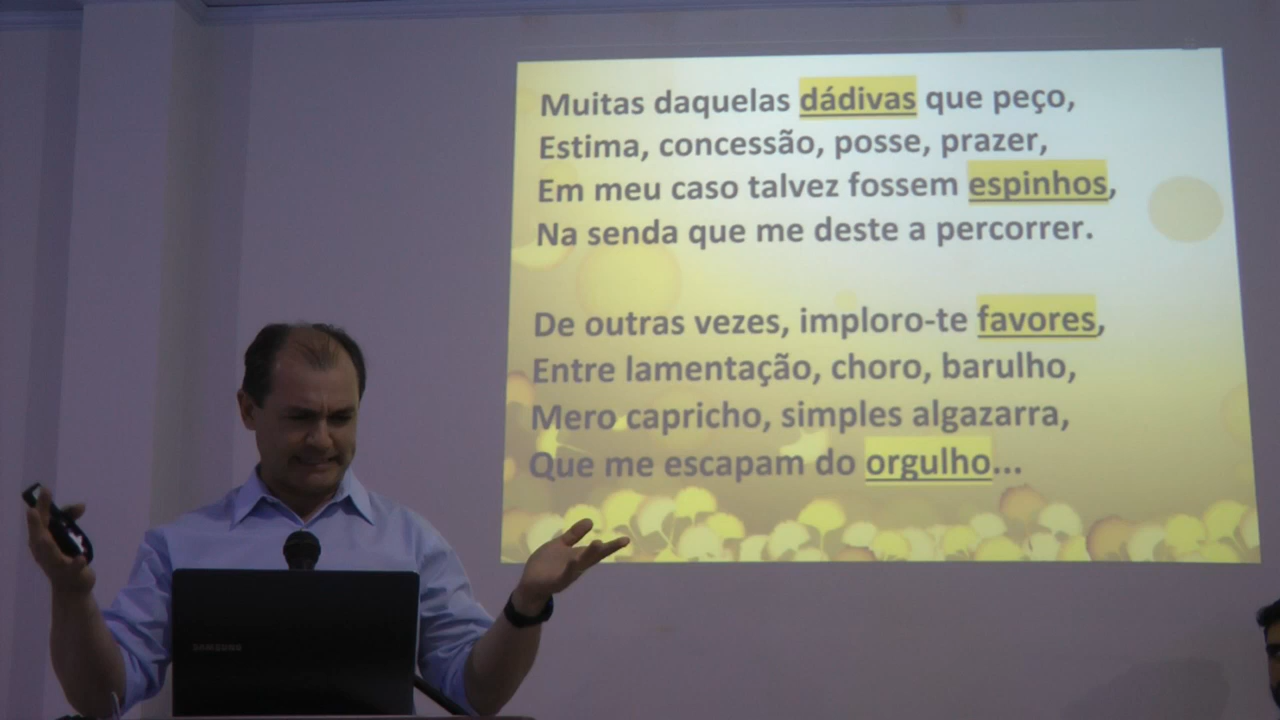 Muitas daquelas dádivas que peço,
Estima, concessão, posse, prazer,
Em meu caso talvez fossem espinhos,
Na senda que me deste a percorrer.
De outras vezes, imploro-te favores,
Entre lamentação, choro, barulho,
Mero capricho, simples algazarra,
Que me escapam do orgulho...
SAMSUNG